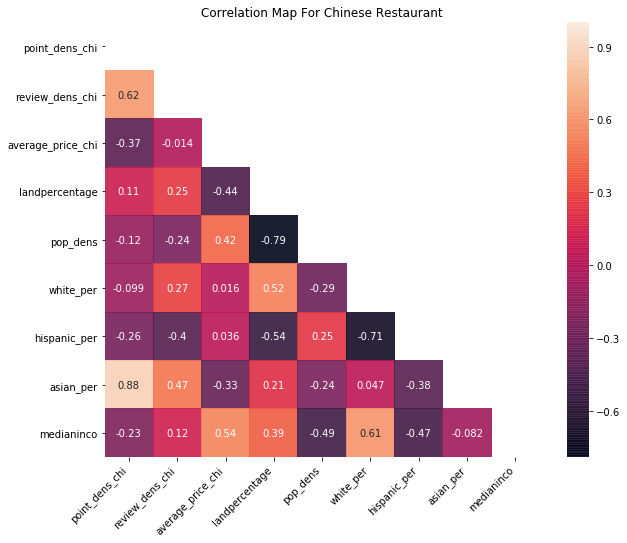 Correlation Map For Chinese Restaurant
point_dens_chi
review_dens_chi 0.62
average_price_chi -0.37 -0.014
landpercentage 0.11 0.25 -0.44
pop_dens -0.12 -0.24 0.42 -0.79
white_per -0.099 0.27 0.016 0.52 -0.29
hispanic_per -0.26 -0.4 0.036 -0.54 0.25 -0.71
asian_per 0.88 0.47 -0.33 0.21 -0.24 0.047 -0.38
medianinco -0.23 0.12 0.54 0.39 -0.49 0.61 -0.47 -0.082
point_dens_chi
review_dens_chi
average_price_chi
landpercentage
pop_dens
white_per
hispanic_per
asian_per
medianinco
0.9
0.6
0.3
0.0
−0.3
−0.6